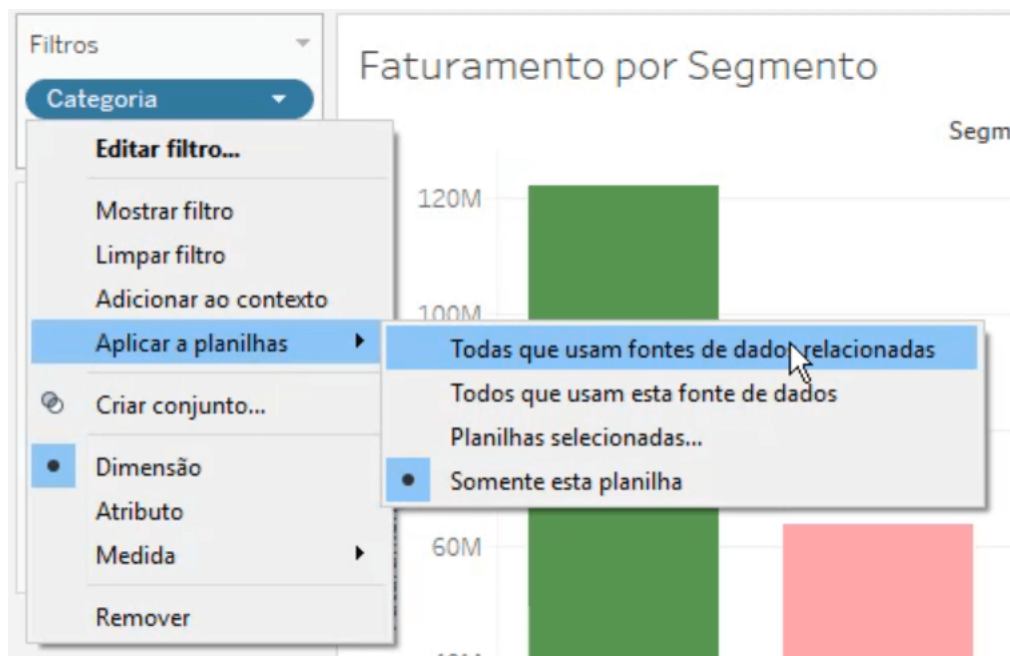 Filtros
Categoria
Editar filtro...
Mostrar filtro
Limpar filtro
Adicionar ao contexto
Aplicar a planilhas
Criar conjunto...
Dimensão
Atributo
Medida
Remover
Todas que usam fontes de dados relacionadas
Todos que usam esta fonte de dados
Planilhas selecionadas...
Somente esta planilha
Faturamento por Segmento
Segm
120M
100M
60M